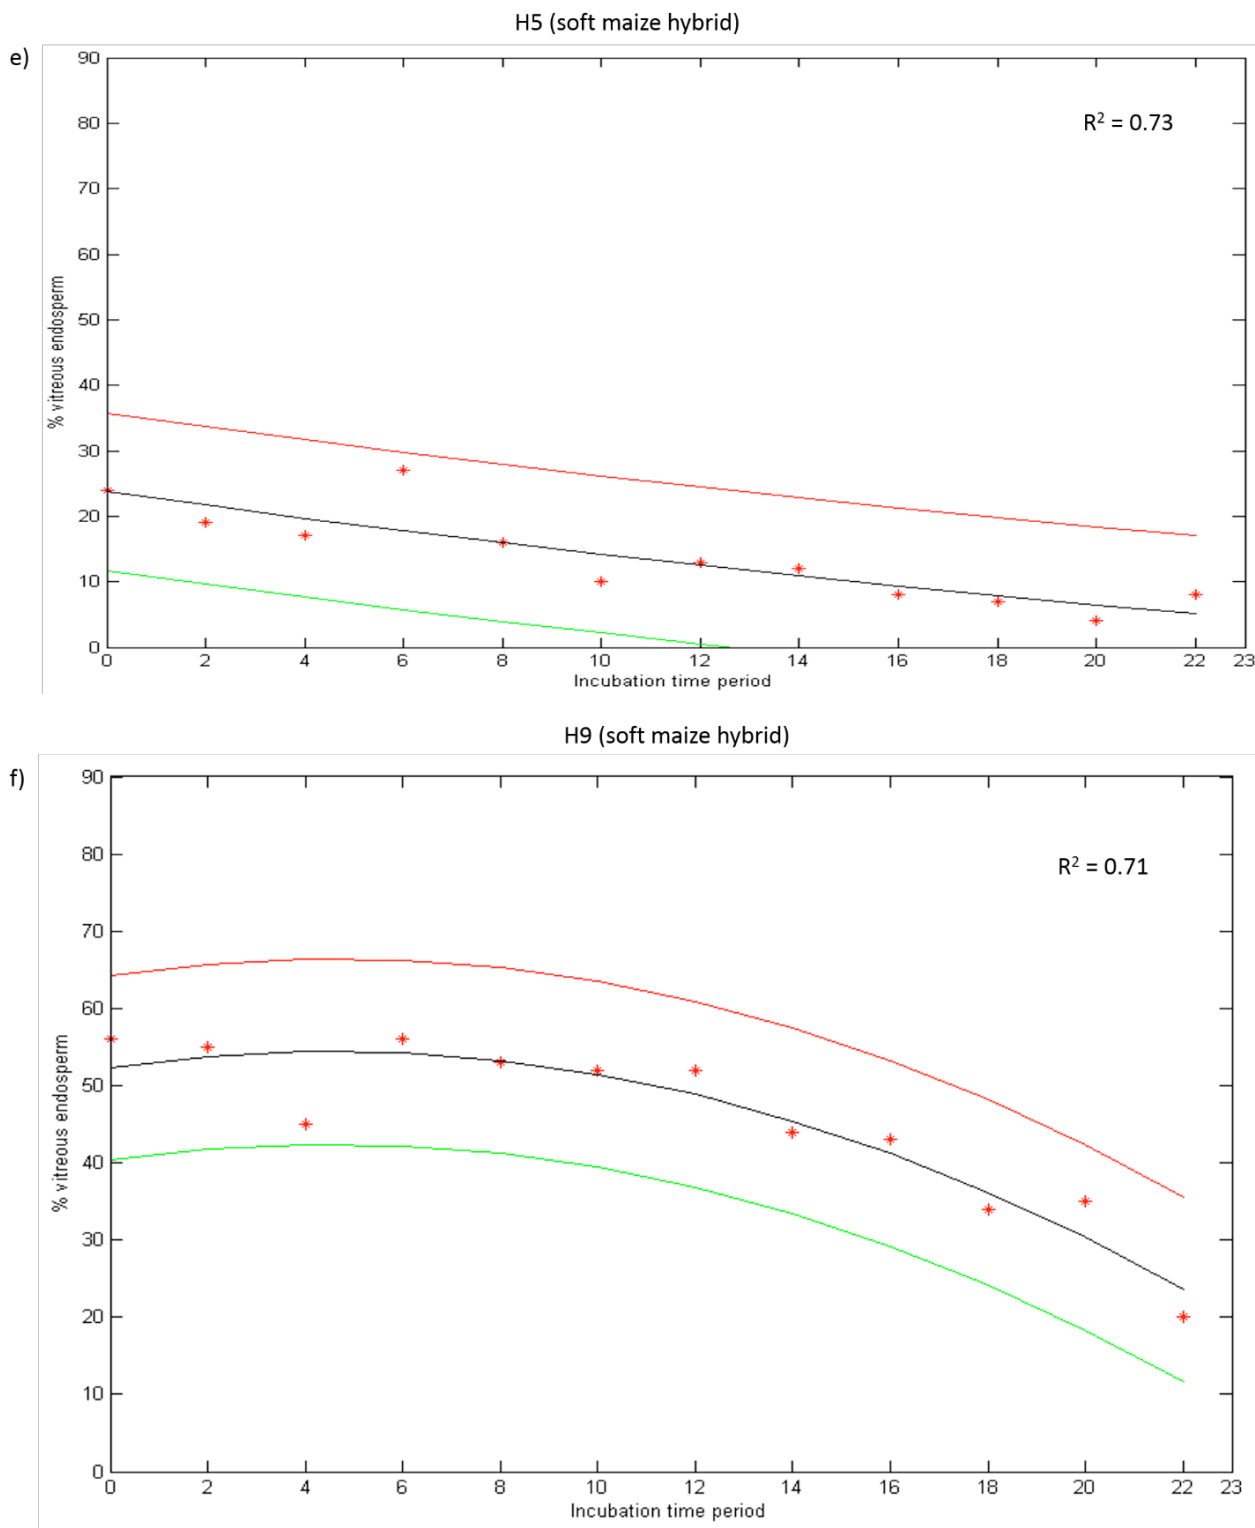 H5 (soft maize hybrid)
e)
90
80
70
60
50
40
30
20
10
0
% vitreous endosperm
R² = 0.73
0 2 4 6 8 10 12 14 16 18 20 22 23
Incubation time period
H9 (soft maize hybrid)
f)
90
80
70
60
50
40
30
20
10
0
% vitreous endosperm
R² = 0.71
0 2 4 6 8 10 12 14 16 18 20 22 23
Incubation time period